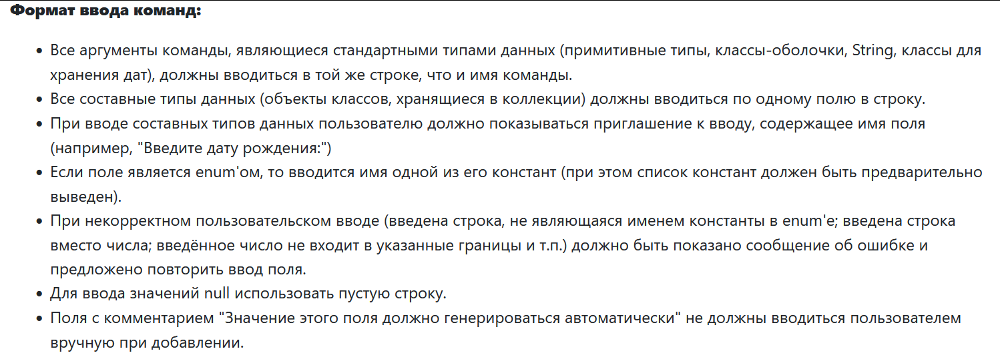 Формат ввода команд:
• Все аргументы команды, являющиеся стандартными типами данных (примитивные типы, классы-оболочки, String, классы для
хранения дат), должны вводиться в той же строке, что и имя команды.
• Все составные типы данных (объекты классов, хранящиеся в коллекции) должны вводиться по одному полю в строку.
• При вводе составных типов данных пользователю должно показываться приглашение к вводу, содержащее имя поля
(например, "Введите дату рождения:")
• Если поле является enum'ом, то вводится имя одной из его констант (при этом список констант должен быть предварительно
выведен).
• При некорректном пользовательском вводе (введена строка, не являющаяся именем константы в enum'е; введена строка
вместо числа; введённое число не входит в указанные границы и т.п.) должно быть показано сообщение об ошибке и
предложено повторить ввод поля.
• Для ввода значений null использовать пустую строку.
• Поля с комментарием "Значение этого поля должно генерироваться автоматически" не должны вводиться пользователем
вручную при добавлении.